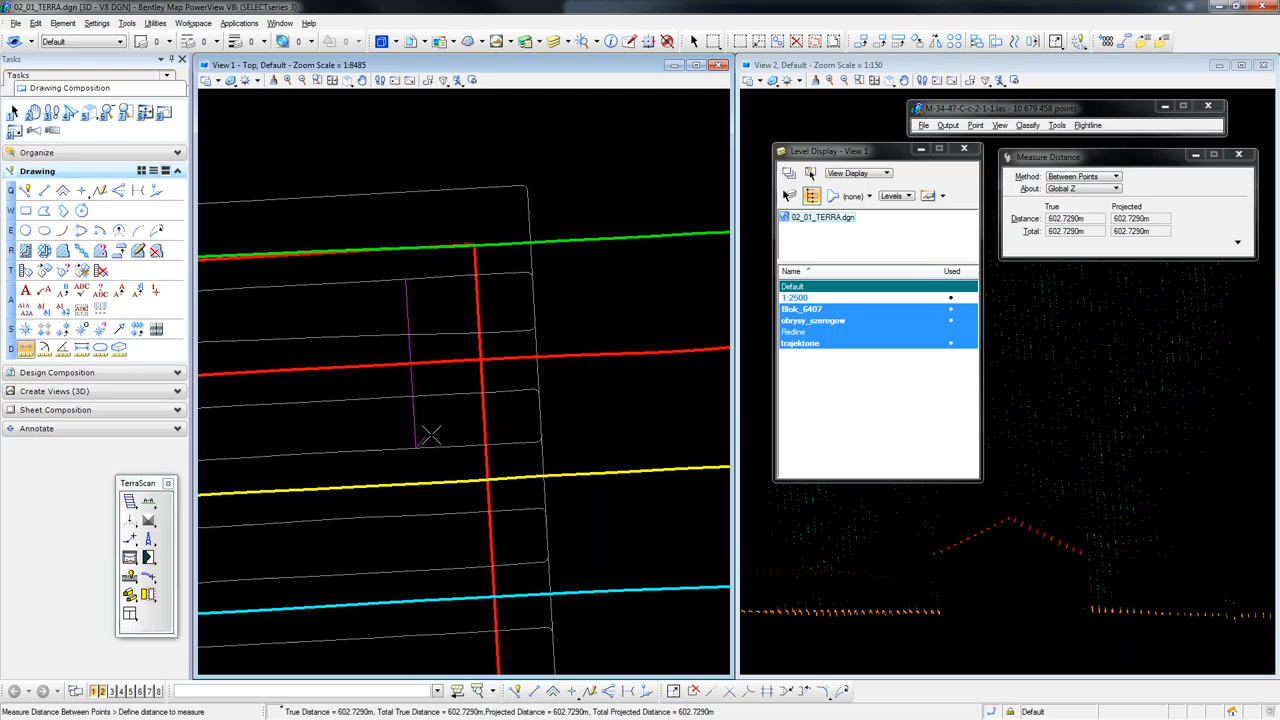 02_01_TERRA.dgn [3D - V8 DGN] - Bentley Map PowerView V8i (SELECTseries 3)
File Edit Element Settings Tools Utilities Workspace Applications Window Help
Default 0 0 0 0
Tasks
Tasks
Drawing Composition
Organize
Drawing
Q
W
E
R
T
A
S
D
Design Composition
Create Views (3D)
Sheet Composition
Annotate
TerraScan
View 1 - Top, Default - Zoom Scale = 1:8485
View 2, Default - Zoom Scale = 1:150
M-34-47-C-c-2-1-1.las - 10 679 458 points
File Output Point View Classify Tools Rightline
Level Display - View 1
View Display
(none) Levels
02_01_TERRA.dgn
Name Used
Default
1:2500
Blok_6407
obrysy_szeregow
Redline
trajektorie
Measure Distance
Method: Between Points
About: Global Z
True Projected
Distance: 602.7290m 602.7290m
Total: 602.7290m 602.7290m
1 2 3 4 5 6 7 8
Measure Distance Between Points > Define distance to measure
True Distance = 602.7290m, Total True Distance = 602.7290m,Projected Distance = 602.7290m, Total Projected Distance = 602.7290m
Default